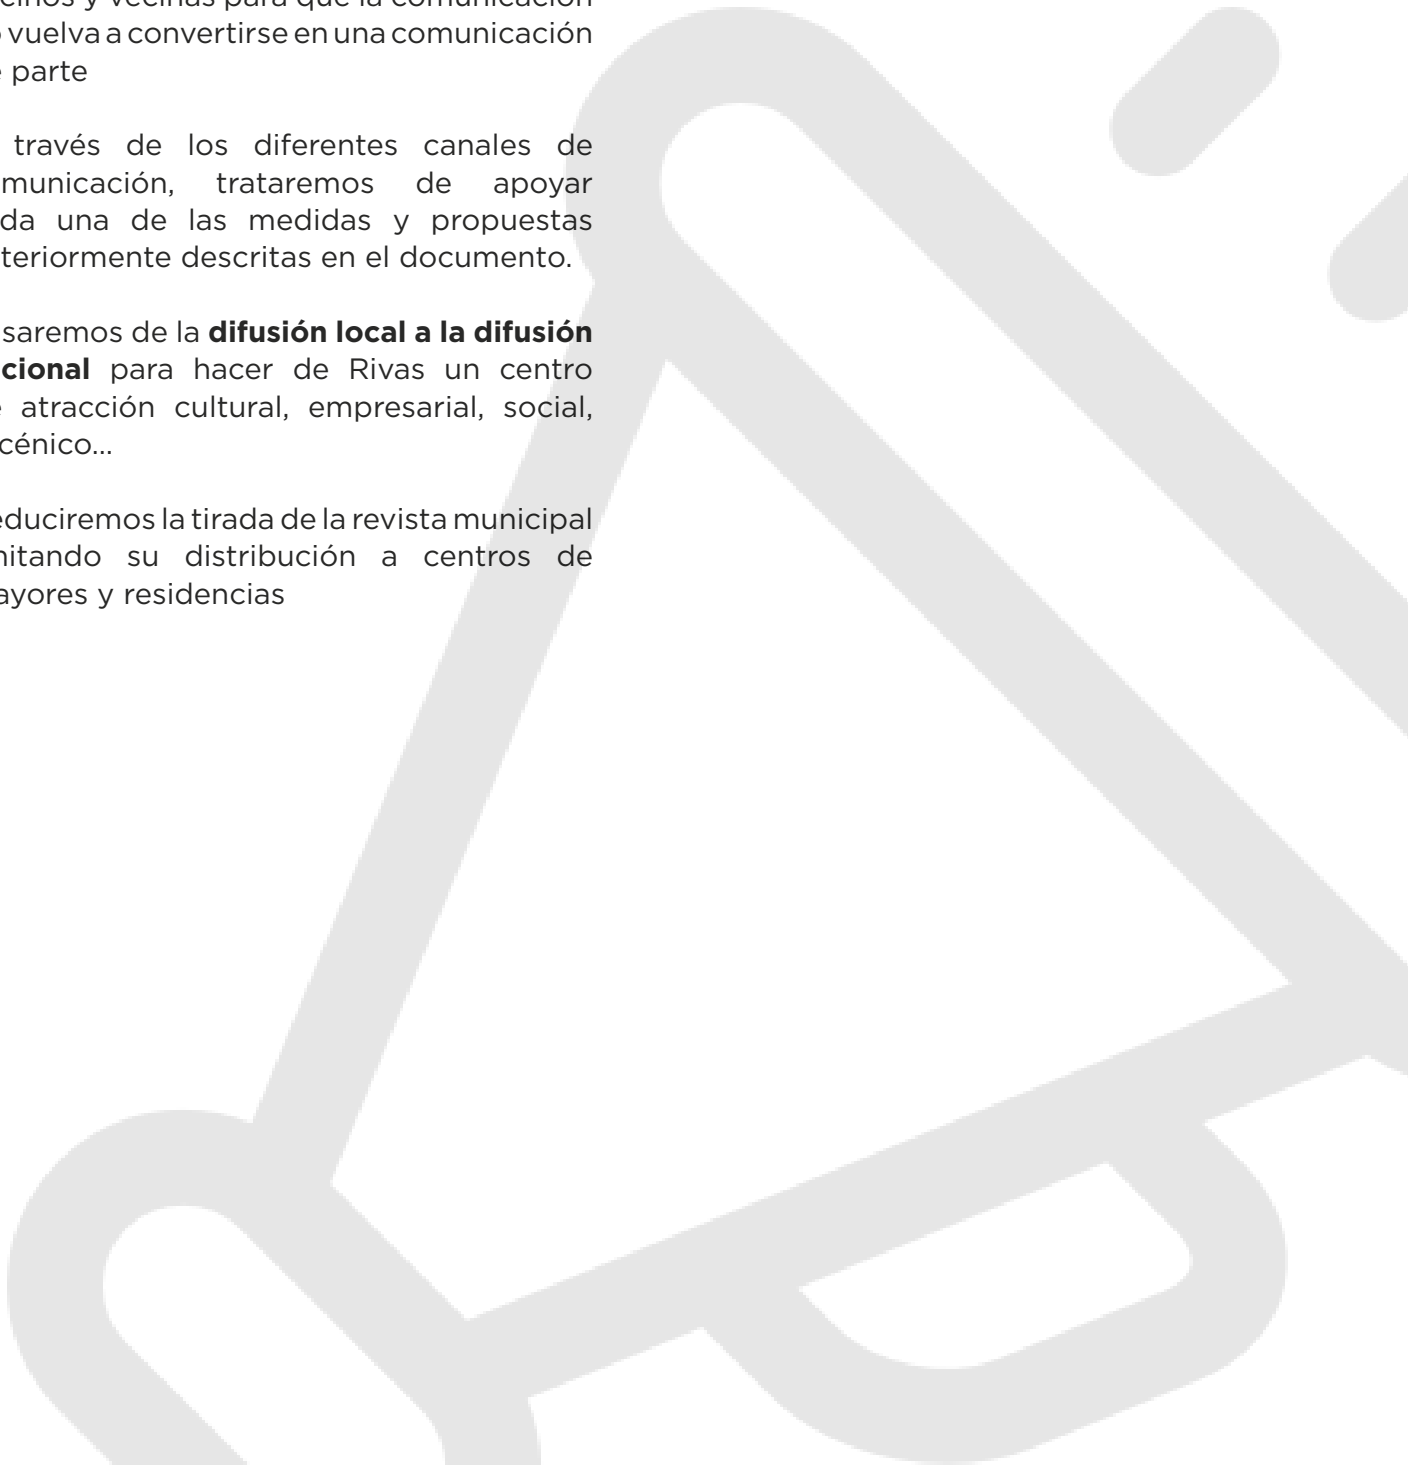 cinos y vecinas para que la comunicación
o vuelva a convertirse en una comunicación
e parte
través de los diferentes canales de
municación, trataremos de apoyar
da una de las medidas y propuestas
teriormente descritas en el documento.
saremos de la difusión local a la difusión
cional para hacer de Rivas un centro
e atracción cultural, empresarial, social,
cénico...
educiremos la tirada de la revista municipal
nitando su distribución a centros de
ayores y residencias